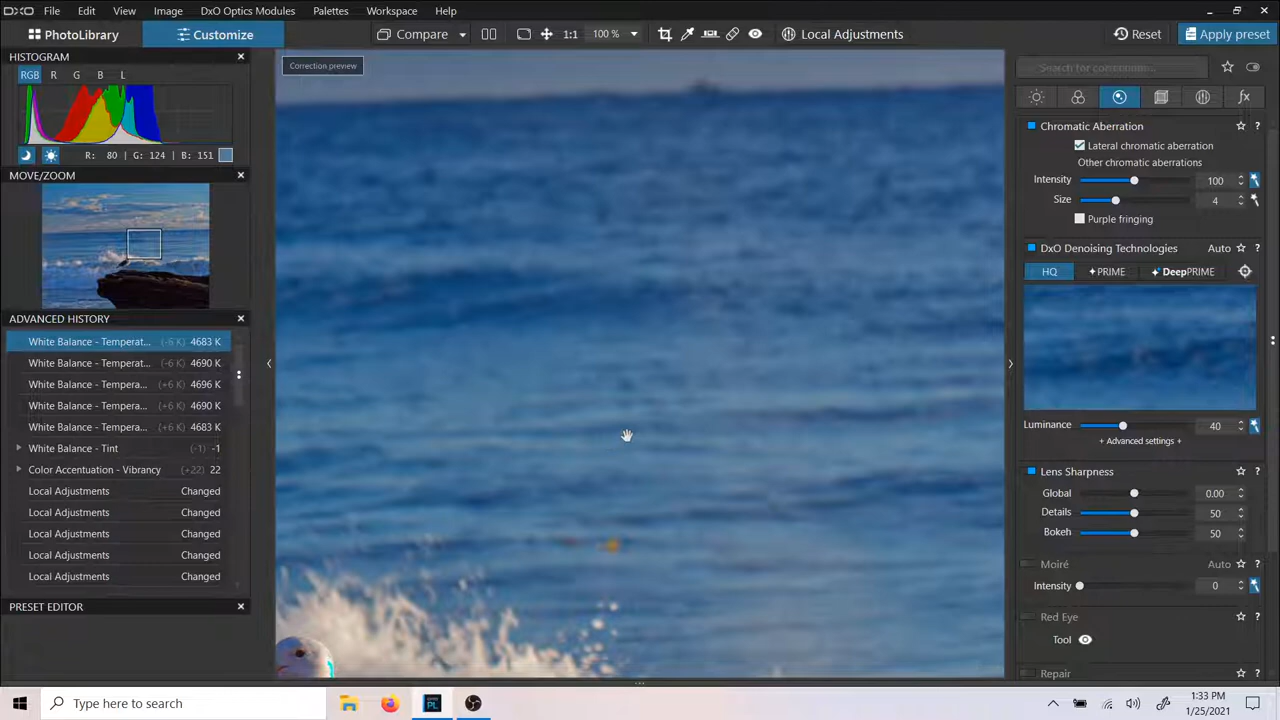 DXO File Edit View Image DxO Optics Modules Palettes Workspace Help
PhotoLibrary Customize Compare 1:1 100 % Local Adjustments Reset Apply preset
HISTOGRAM
RGB R G B L
R: 80 G: 124 B: 151
MOVE/ZOOM
ADVANCED HISTORY
White Balance - Temperat... (-6 K) 4683 K
White Balance - Temperat... (-6 K) 4690 K
White Balance - Tempera... (+6 K) 4696 K
White Balance - Tempera... (+6 K) 4690 K
White Balance - Tempera... (+6 K) 4683 K
White Balance - Tint (-1) -1
Color Accentuation - Vibrancy (+22) 22
Local Adjustments Changed
Local Adjustments Changed
Local Adjustments Changed
Local Adjustments Changed
Local Adjustments Changed
PRESET EDITOR
Correction preview
Search for corrections...
fx
Chromatic Aberration ?
Lateral chromatic aberration
Other chromatic aberrations
Intensity 100
Size 4
Purple fringing
DxO Denoising Technologies Auto ?
HQ PRIME DeepPRIME
Luminance 40
+ Advanced settings +
Lens Sharpness ?
Global 0.00
Details 50
Bokeh 50
Moiré Auto ?
Intensity 0
Red Eye ?
Tool
Repair ?
Type here to search
PL
1:33 PM
1/25/2021